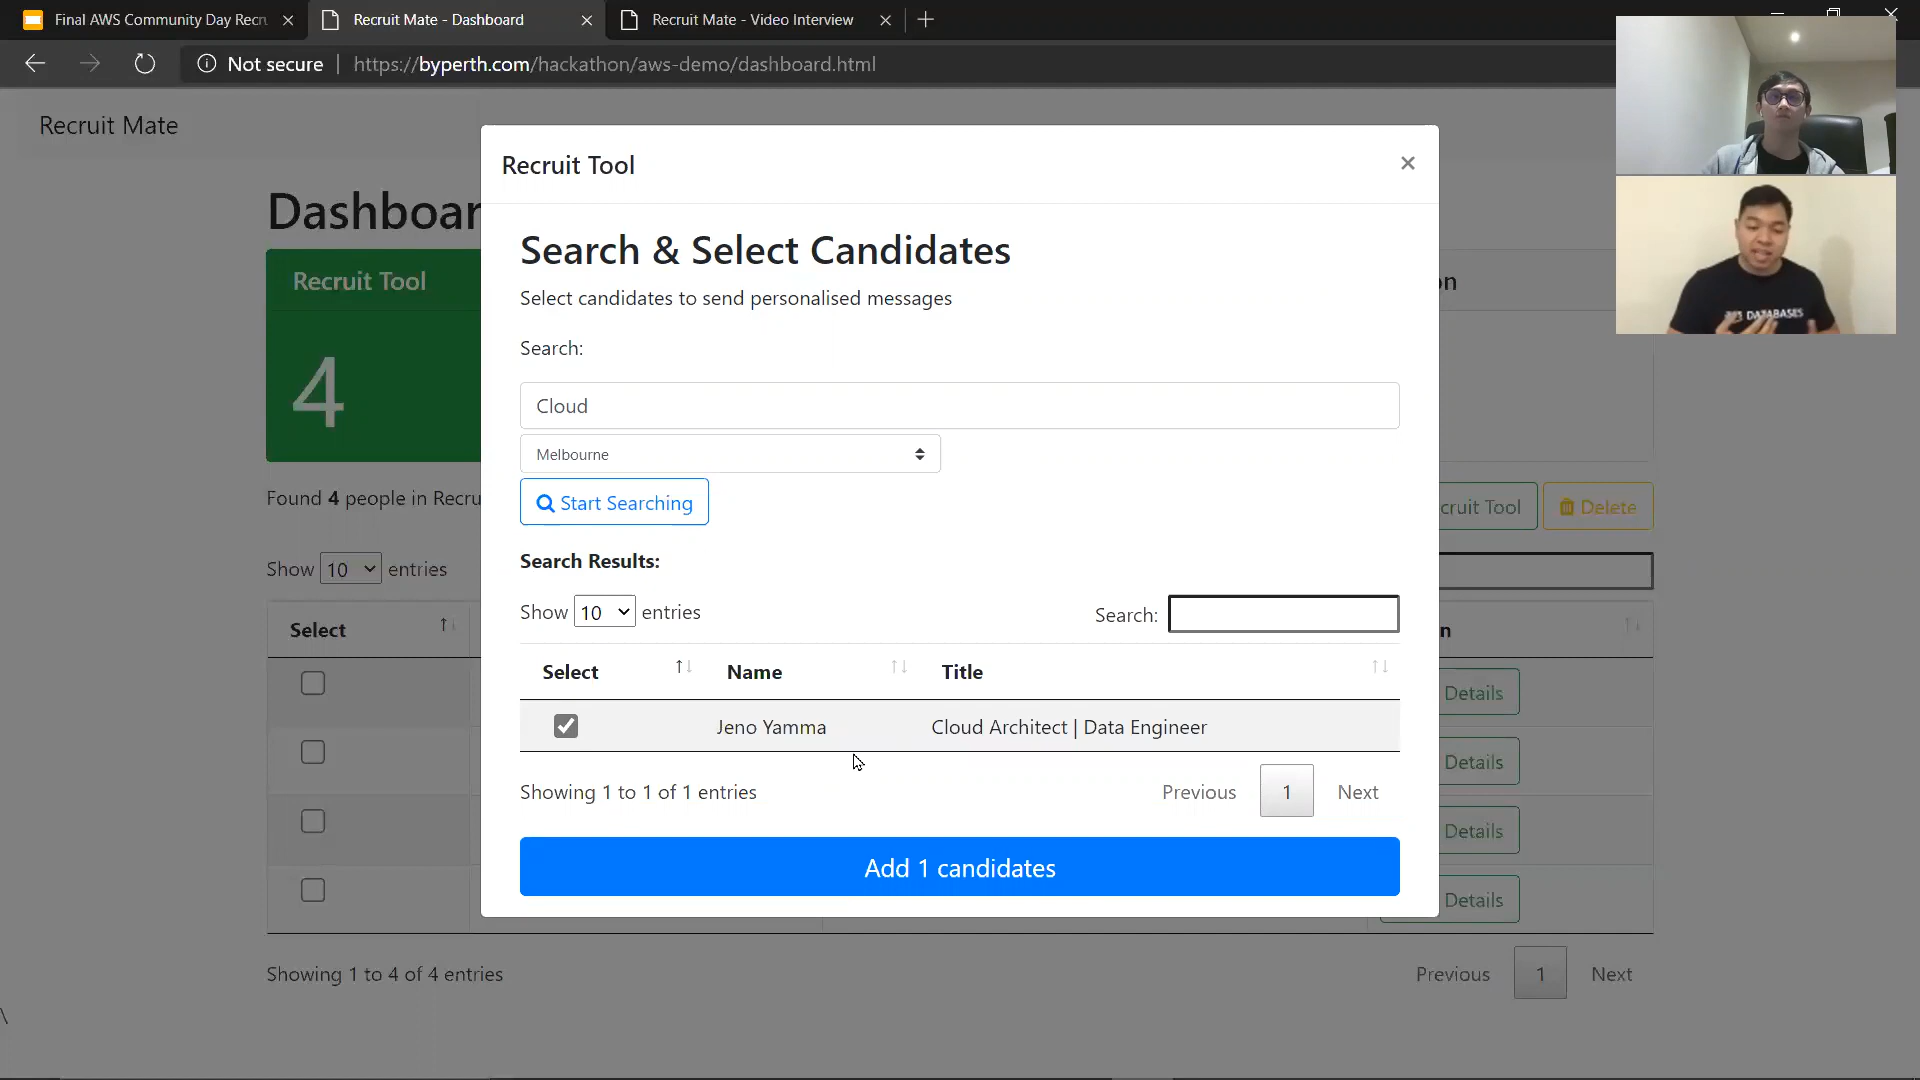 Final AWS Community Day Recru
Recruit Mate - Dashboard
Recruit Mate - Video Interview
Not secure
https://byperth.com/hackathon/aws-demo/dashboard.html
Recruit Mate
Recruit Tool
Dashboar
Search & Select Candidates
Recruit Tool
on
Select candidates to send personalised messages
DATABASES
Search:
4
Cloud
Melbourne
Found 4 people in Recru
Start Searching
cruit Tool
Delete
Search Results:
Show 10 entries
Show 10 entries
Search:
Select
n
Select Name Title
Details
Jeno Yamma Cloud Architect | Data Engineer
Details
Showing 1 to 1 of 1 entries
Previous 1 Next
Details
Add 1 candidates
Details
Showing 1 to 4 of 4 entries
Previous 1 Next
\